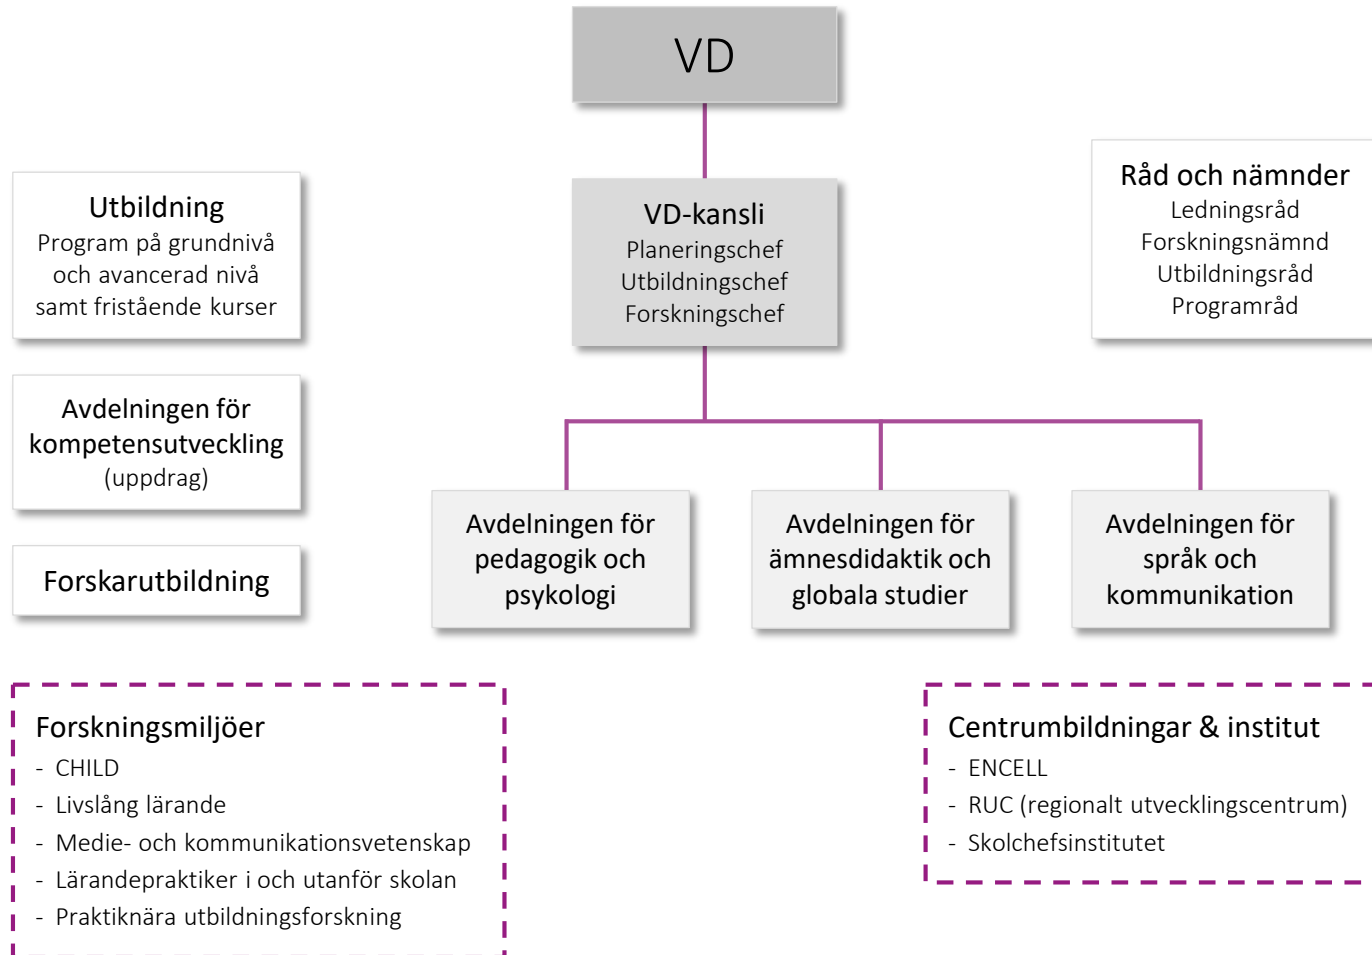 VD
VD-kansli
Planeringschef
Utbildningschef
Forskningschef
Råd och nämnder
Ledningsråd
Forskningsnämnd
Utbildningsråd
Programråd
Utbildning
Program på grundnivå
och avancerad nivå
samt fristående kurser
Avdelningen för
kompetensutveckling
(uppdrag)
Forskarutbildning
Avdelningen för
pedagogik och
psykologi
Avdelningen för
ämnesdidaktik och
globala studier
Avdelningen för
språk och
kommunikation
Forskningsmiljöer
- CHILD
- Livslång lärande
- Medie- och kommunikationsvetenskap
- Lärandepraktiker i och utanför skolan
- Praktiknära utbildningsforskning
Centrumbildningar & institut
- ENCELL
- RUC (regionalt utvecklingscentrum)
- Skolchefsinstitutet